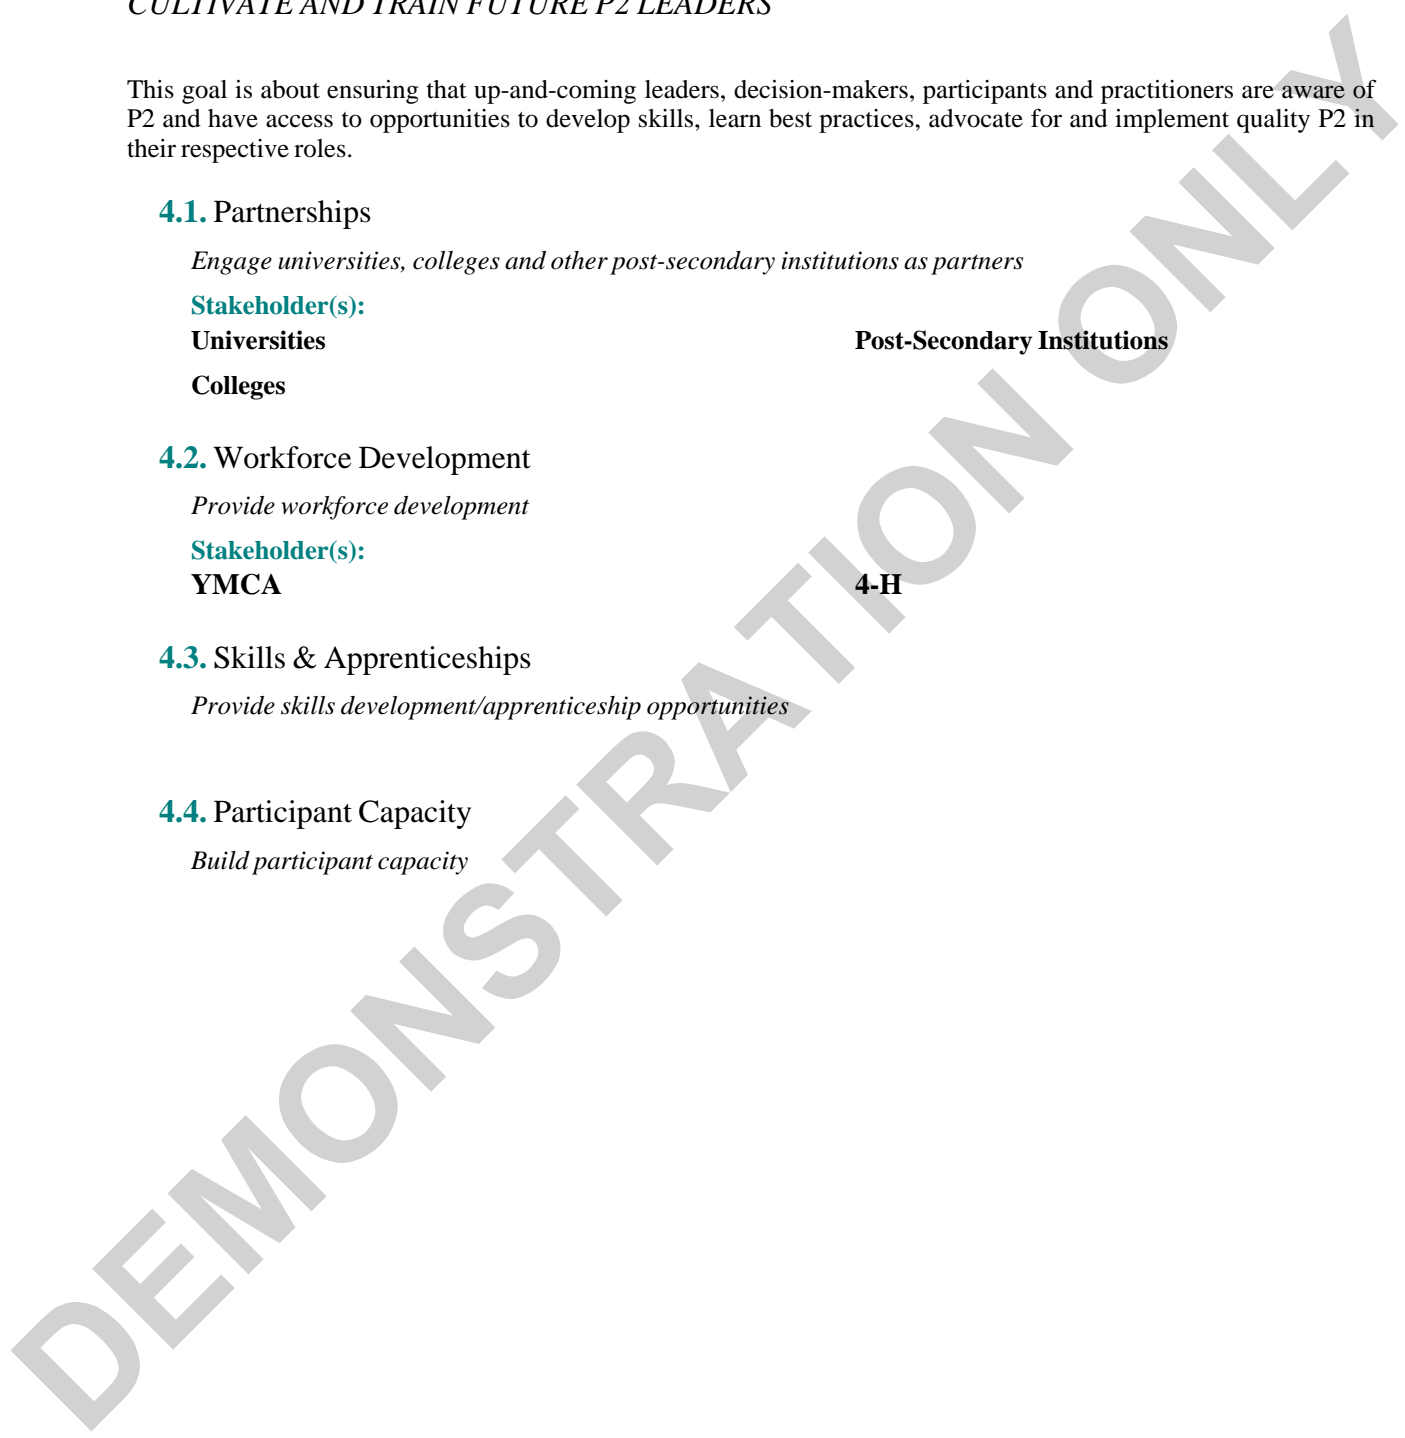 CULTIVATE AND TRAIN FUTURE P2 LEADERS
This goal is about ensuring that up-and-coming leaders, decision-makers, participants and practitioners are aware of
P2 and have access to opportunities to develop skills, learn best practices, advocate for and implement quality P2 in
their respective roles.
4.1. Partnerships
Engage universities, colleges and other post-secondary institutions as partners
Stakeholder(s):
Universities
Post-Secondary Institutions
Colleges
4.2. Workforce Development
Provide workforce development
Stakeholder(s):
YMCA
4-H
4.3. Skills & Apprenticeships
Provide skills development/apprenticeship opportunities
4.4. Participant Capacity
Build participant capacity
DEMONSTRATION ONLY